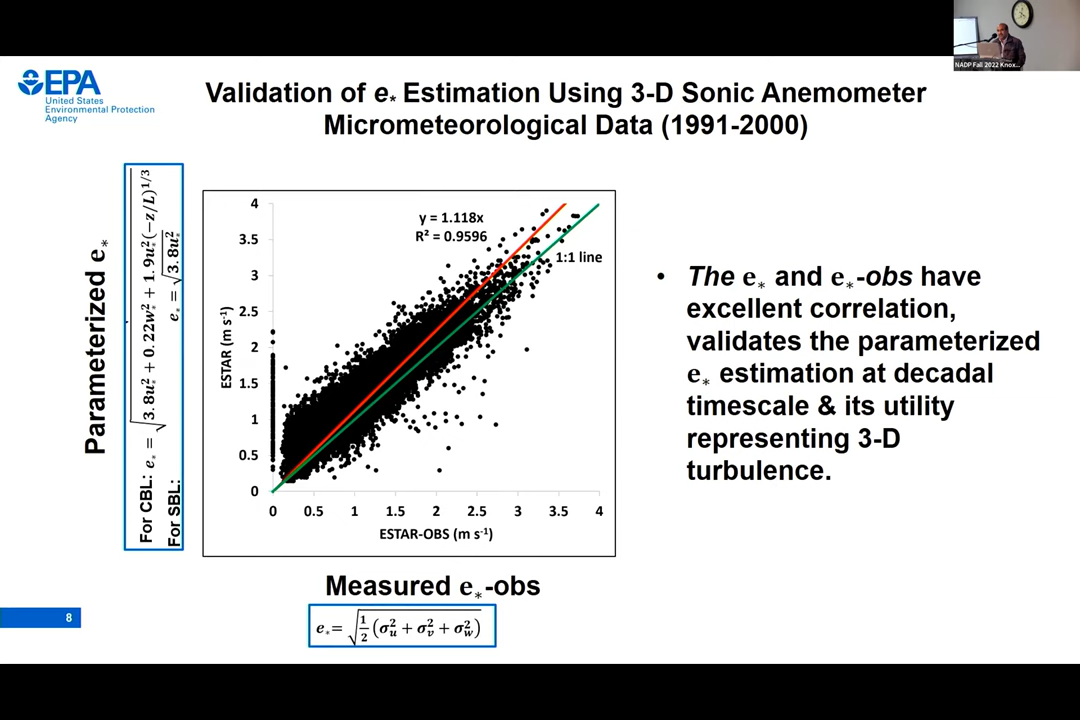 NADP Fall 2022 Knox...
EPA
United States
Environmental Protection
Agency
Validation of e* Estimation Using 3-D Sonic Anemometer
Micrometeorological Data (1991-2000)
Parameterized e*
For CBL: e* = √(3.8u*² + 0.22w*² + 1.9u*²(−z/L)^1/3)
For SBL: e* = √(3.8u*²)
y = 1.118x
R² = 0.9596
1:1 line
ESTAR (m s⁻¹)
4
3.5
3
2.5
2
1.5
1
0.5
0
0 0.5 1 1.5 2 2.5 3 3.5 4
ESTAR-OBS (m s⁻¹)
Measured e*-obs
e* = √(1/2 (σu² + σv² + σw²))
• The e* and e*-obs have
excellent correlation,
validates the parameterized
e* estimation at decadal
timescale & its utility
representing 3-D
turbulence.
8